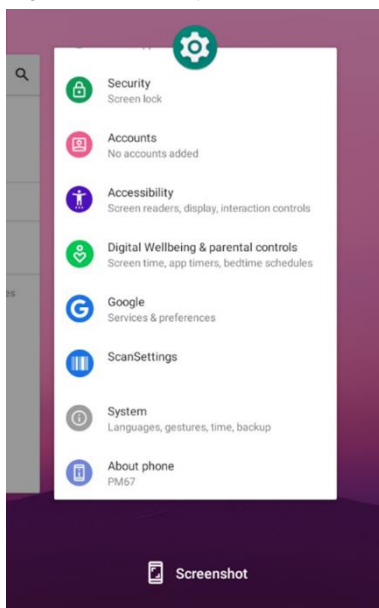 Security
Screen lock
Accounts
No accounts added
Accessibility
Screen readers, display, interaction controls
Digital Wellbeing & parental controls
Screen time, app timers, bedtime schedules
es
Google
Services & preferences
ScanSettings
System
Languages, gestures, time, backup
About phone
PM67
Screenshot